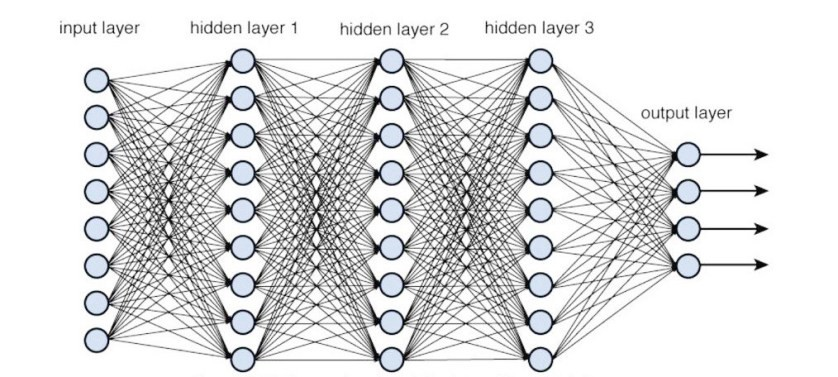 input layer
hidden layer 1
hidden layer 2
hidden layer 3
output layer